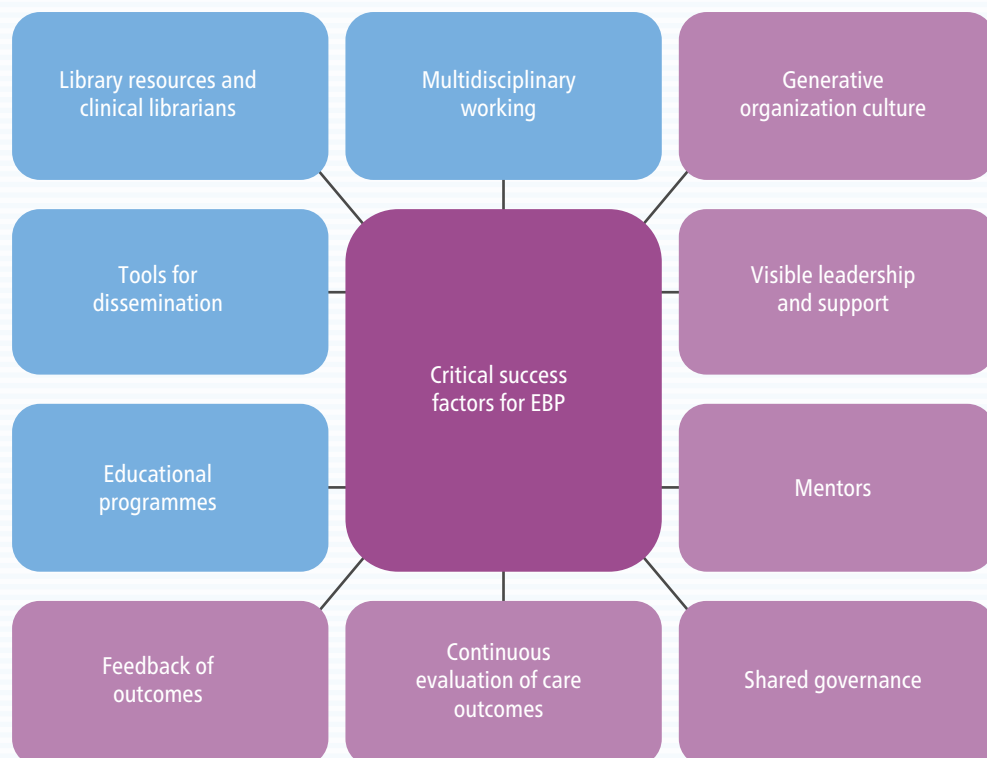 Library resources and
clinical librarians
Multidisciplinary
working
Generative
organization culture
Tools for
dissemination
Critical success
factors for EBP
Visible leadership
and support
Educational
programmes
Mentors
Feedback of
outcomes
Continuous
evaluation of care
outcomes
Shared governance